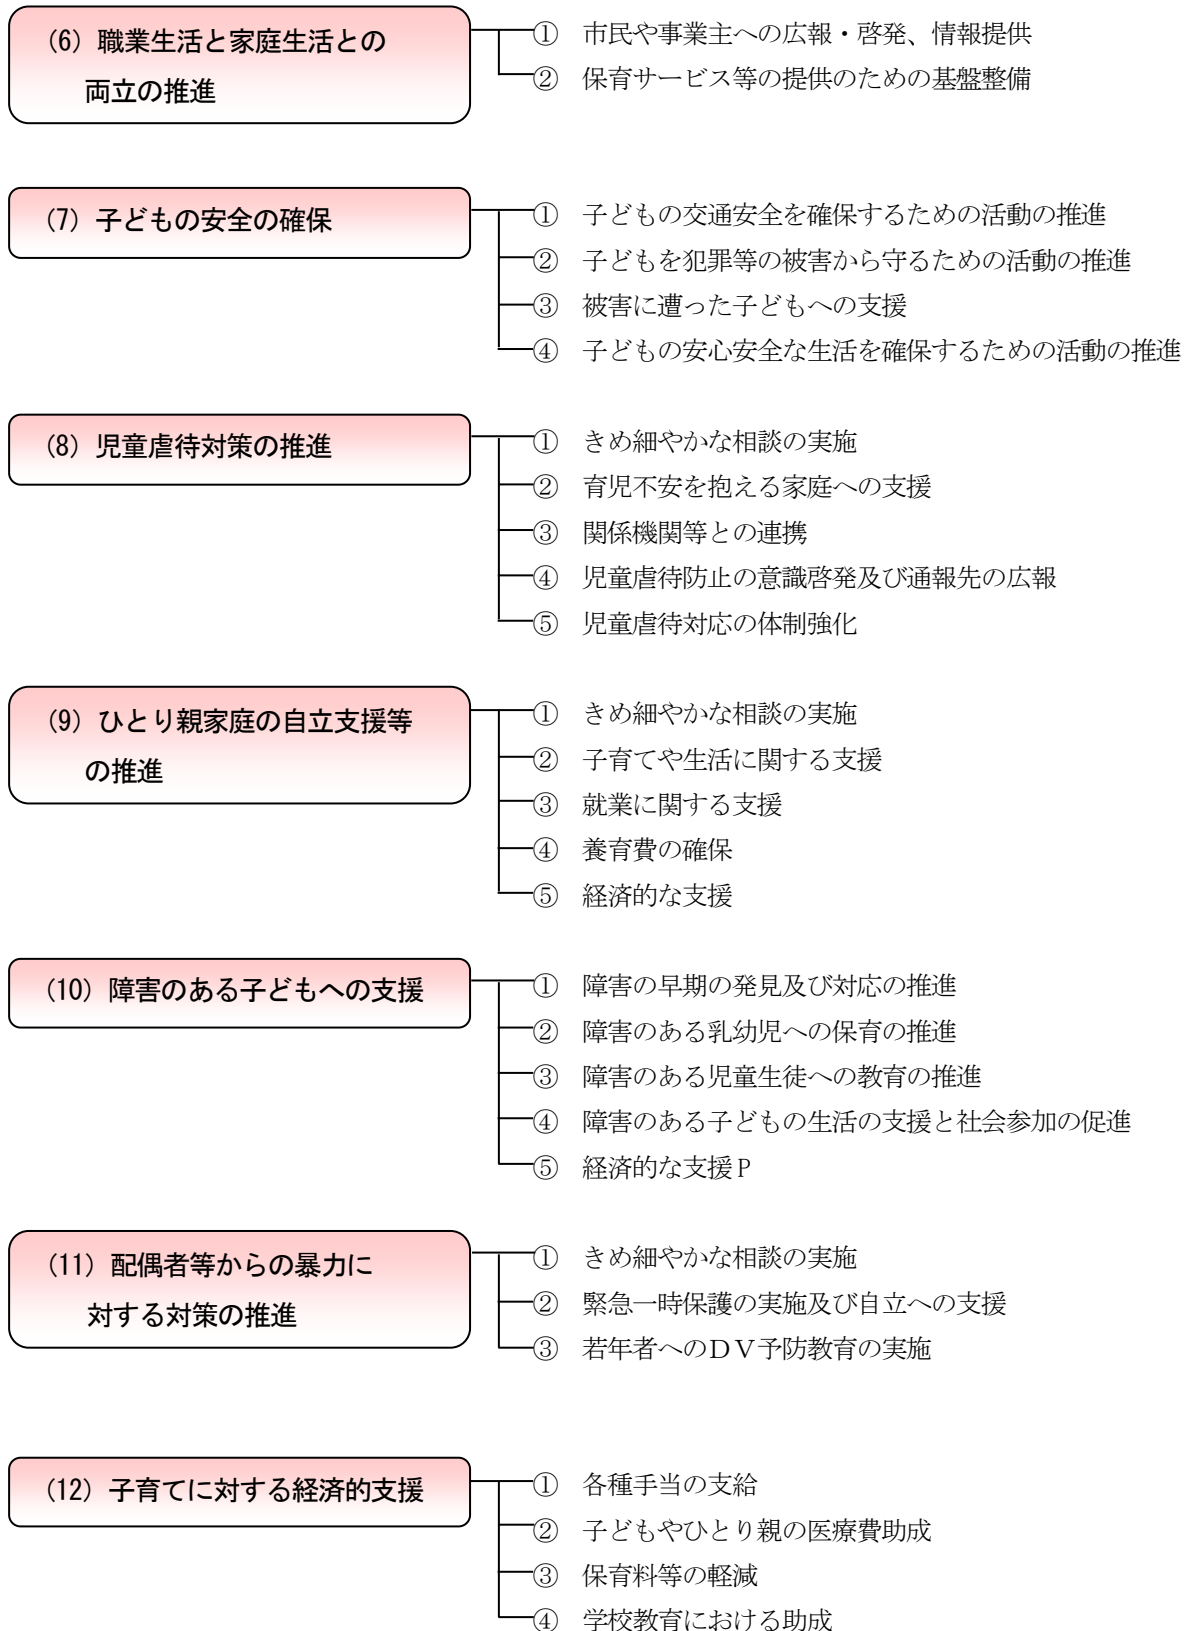 (6) 職業生活と家庭生活との
両立の推進
① 市民や事業主への広報・啓発、情報提供
② 保育サービス等の提供のための基盤整備
(7) 子どもの安全の確保
① 子どもの交通安全を確保するための活動の推進
② 子どもを犯罪等の被害から守るための活動の推進
③ 被害に遭った子どもへの支援
④ 子どもの安心安全な生活を確保するための活動の推進
(8) 児童虐待対策の推進
① きめ細やかな相談の実施
② 育児不安を抱える家庭への支援
③ 関係機関等との連携
④ 児童虐待防止の意識啓発及び通報先の広報
⑤ 児童虐待対応の体制強化
(9) ひとり親家庭の自立支援等
の推進
① きめ細やかな相談の実施
② 子育てや生活に関する支援
③ 就業に関する支援
④ 養育費の確保
⑤ 経済的な支援
(10) 障害のある子どもへの支援
① 障害の早期の発見及び対応の推進
② 障害のある乳幼児への保育の推進
③ 障害のある児童生徒への教育の推進
④ 障害のある子どもの生活の支援と社会参加の促進
⑤ 経済的な支援P
(11) 配偶者等からの暴力に
対する対策の推進
① きめ細やかな相談の実施
② 緊急一時保護の実施及び自立への支援
③ 若年者へのDV予防教育の実施
(12) 子育てに対する経済的支援
① 各種手当の支給
② 子どもやひとり親の医療費助成
③ 保育料等の軽減
④ 学校教育における助成